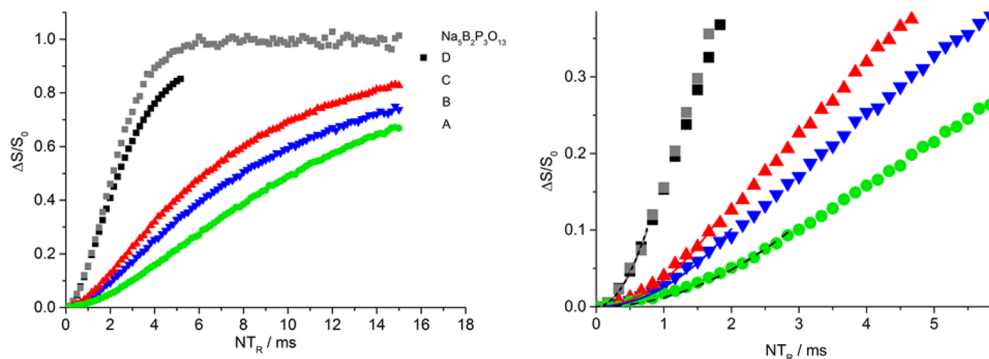 ΔS/S₀
1.0
0.8
0.6
0.4
0.2
0.0
0 2 4 6 8 10 12 14 16 18
NT_R / ms
Na₅B₂P₃O₁₃
D
C
B
A
ΔS/S₀
0.3
0.2
0.1
0.0
0 1 2 3 4 5
NT_R / ms